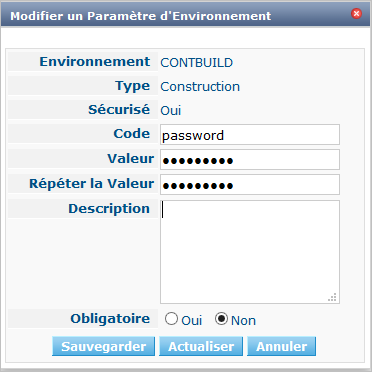 Modifier un Paramètre d'Environnement
Environnement CONTBUILD
Type Construction
Sécurisé Oui
Code password
Valeur ●●●●●●●●●
Répéter la Valeur ●●●●●●●●●
Description
Obligatoire Oui Non
Sauvegarder Actualiser Annuler